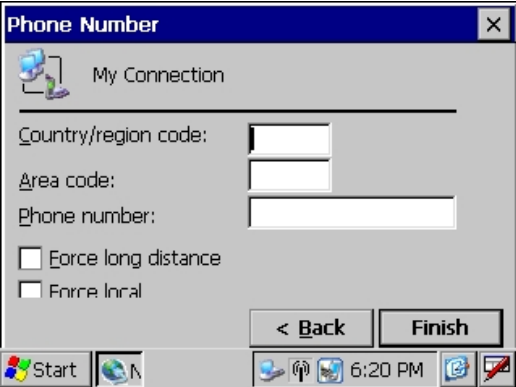 Phone Number
My Connection
Country/region code:
Area code:
Phone number:
Force long distance
Force local
< Back Finish
Start N 6:20 PM